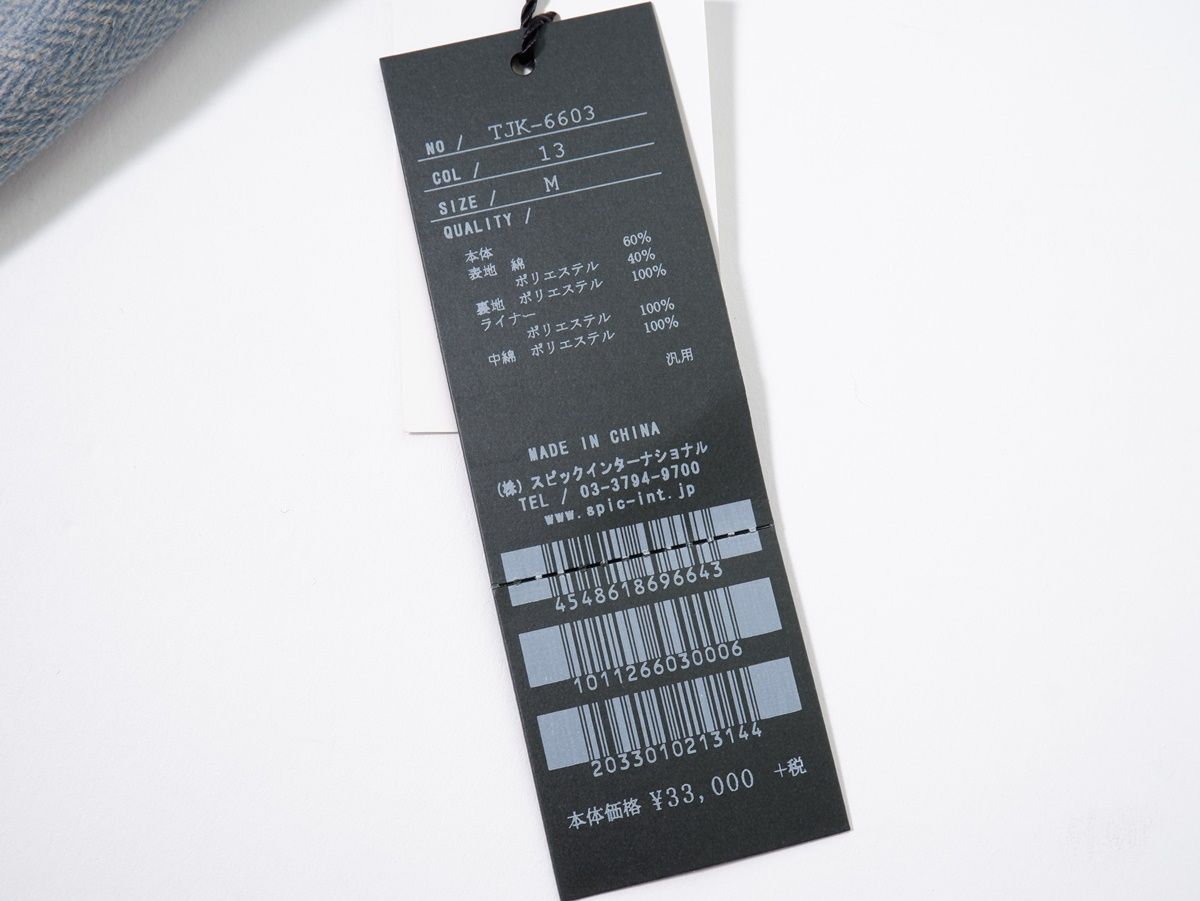 NO / TJK-6603
COL / 13
SIZE / M
QUALITY /
本体
表地 綿 60%
ポリエステル 40%
裏地 ポリエステル 100%
ライナー
ポリエステル 100%
中綿 ポリエステル 100%
汎用
MADE IN CHINA
(株) スピックインターナショナル
TEL / 03-3794-9700
www.spic-int.jp
4548618696643
1011266030006
2033010213144
本体価格 ¥33,000 +税